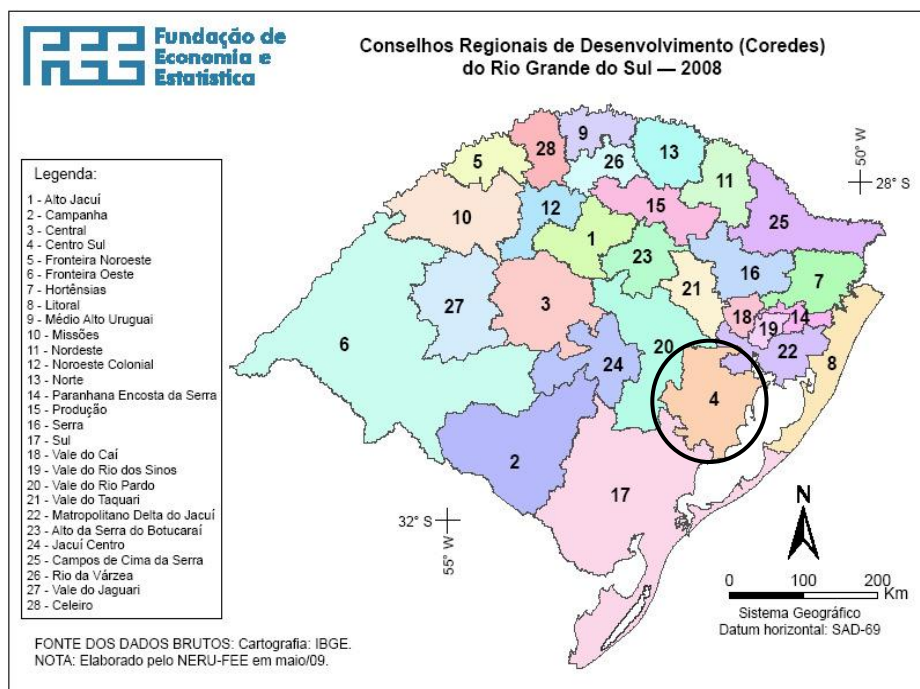 Fundação de
Economia e
Estatística
Conselhos Regionais de Desenvolvimento (Coredes)
do Rio Grande do Sul — 2008
Legenda:
1 - Alto Jacuí
2 - Campanha
3 - Central
4 - Centro Sul
5 - Fronteira Noroeste
6 - Fronteira Oeste
7 - Hortênsias
8 - Litoral
9 - Médio Alto Uruguai
10 - Missões
11 - Nordeste
12 - Noroeste Colonial
13 - Norte
14 - Paranhana Encosta da Serra
15 - Produção
16 - Serra
17 - Sul
18 - Vale do Caí
19 - Vale do Rio dos Sinos
20 - Vale do Rio Pardo
21 - Vale do Taquari
22 - Matropolitano Delta do Jacuí
23 - Alto da Serra do Botucaraí
24 - Jacuí Centro
25 - Campos de Cima da Serra
26 - Rio da Várzea
27 - Vale do Jaguari
28 - Celeiro
9
28
26
13
5
50° W
28° S
11
10
12
15
25
1
23
16
7
21
27
3
18
14
19
6
20
22
8
24
4
2
17
32° S
55° W
N
0 100 200
Km
Sistema Geográfico
Datum horizontal: SAD-69
FONTE DOS DADOS BRUTOS: Cartografia: IBGE.
NOTA: Elaborado pelo NERU-FEE em maio/09.